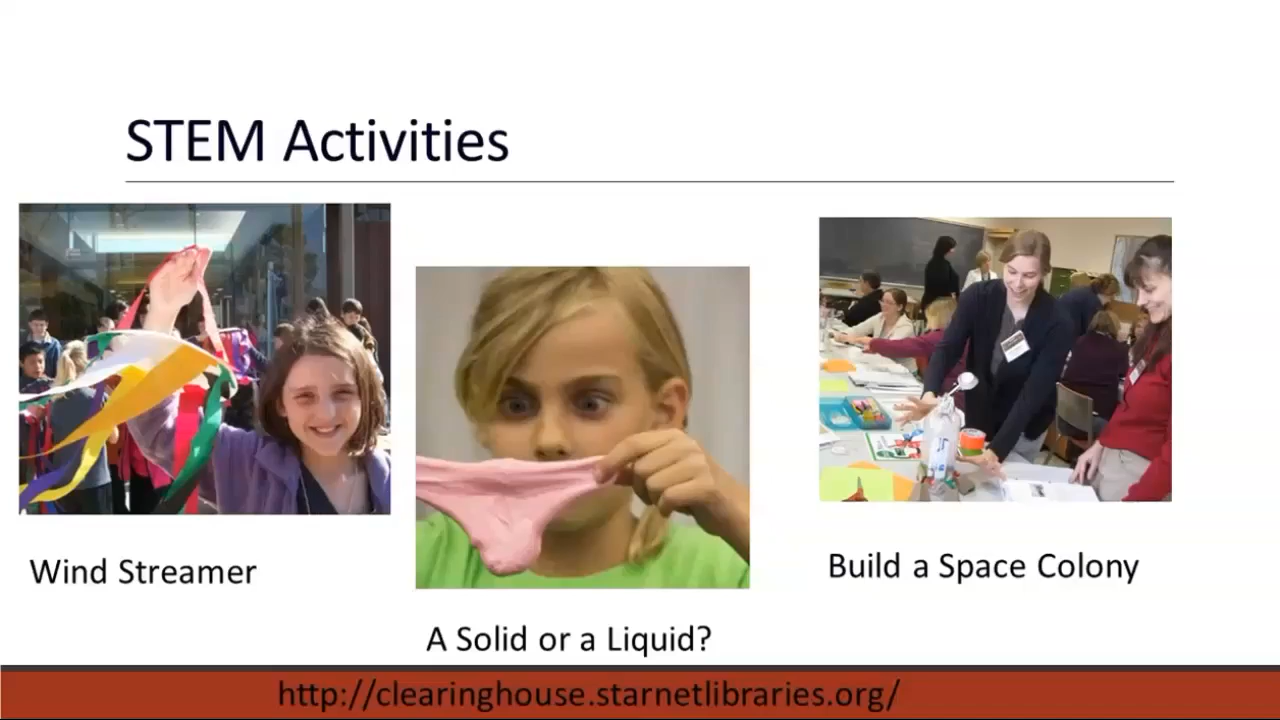 STEM Activities
Wind Streamer
A Solid or a Liquid?
Build a Space Colony
http://clearinghouse.starnetlibraries.org/